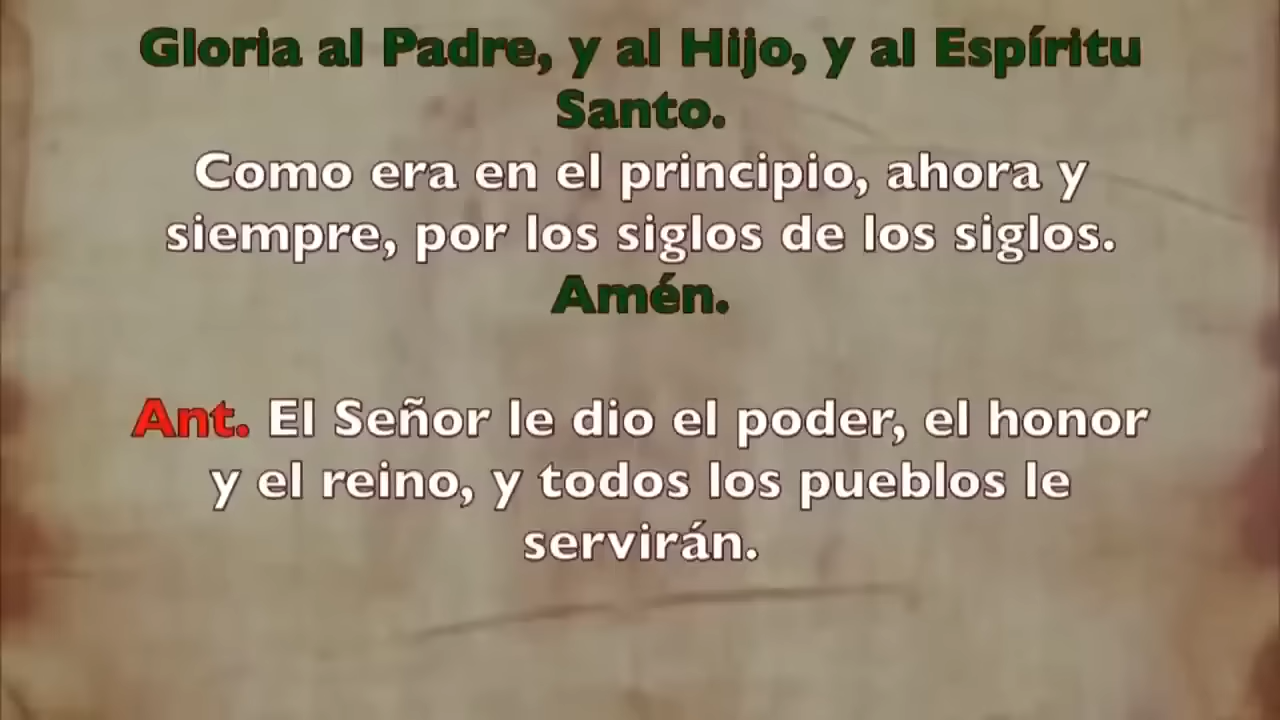 Gloria al Padre, y al Hijo, y al Espíritu
Santo.
Como era en el principio, ahora y
siempre, por los siglos de los siglos.
Amén.
Ant. El Señor le dio el poder, el honor
y el reino, y todos los pueblos le
servirán.